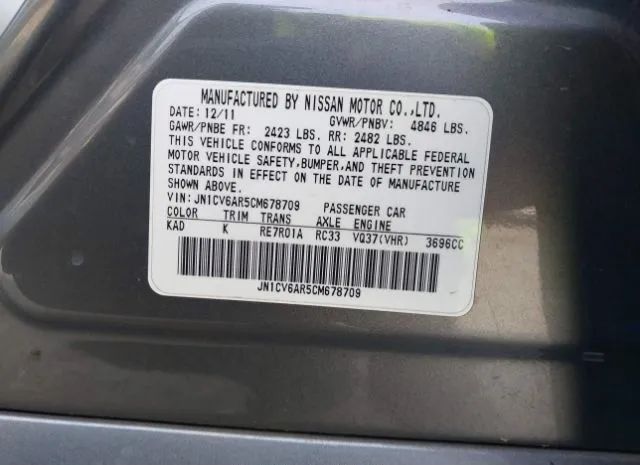 MANUFACTURED BY NISSAN MOTOR CO.,LTD.
DATE: 12/11 GVWR/PNBV: 4846 LBS.
GAWR/PNBE FR: 2423 LBS. RR: 2482 LBS.
THIS VEHICLE CONFORMS TO ALL APPLICABLE FEDERAL
MOTOR VEHICLE SAFETY,BUMPER,AND THEFT PREVENTION
STANDARDS IN EFFECT ON THE DATE OF MANUFACTURE
SHOWN ABOVE.
VIN: JN1CV6AR5CM678709 PASSENGER CAR
COLOR TRIM TRANS AXLE ENGINE
KAD K RE7R01A RC33 VQ37(VHR) 3696CC
JN1CV6AR5CM678709